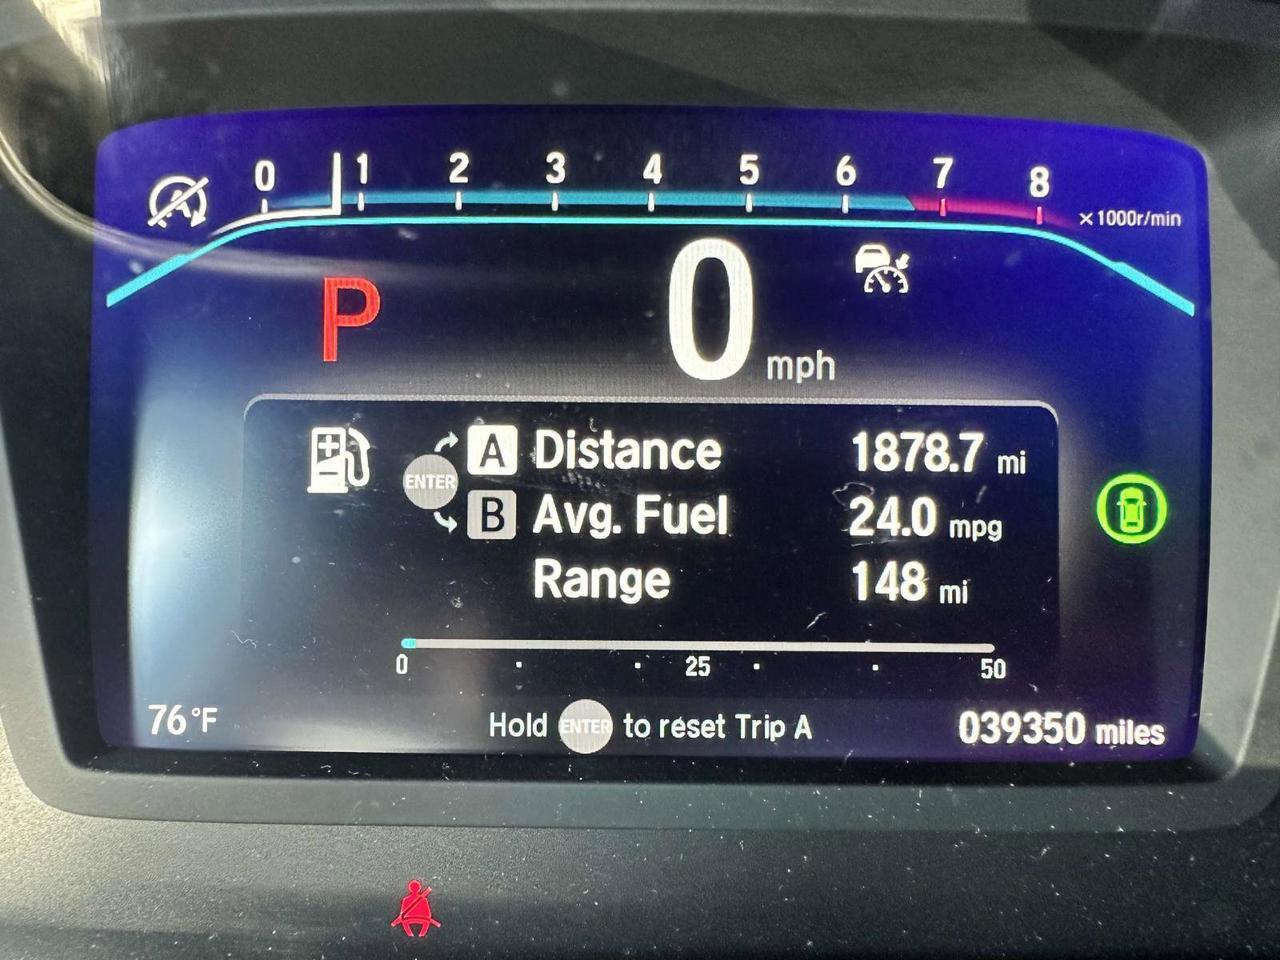 0 1 2 3 4 5 6 7 8
×1000r/min
P 0 mph
A Distance 1878.7 mi
ENTER
B Avg. Fuel 24.0 mpg
Range 148 mi
0 25 50
76°F Hold ENTER to reset Trip A 039350 miles